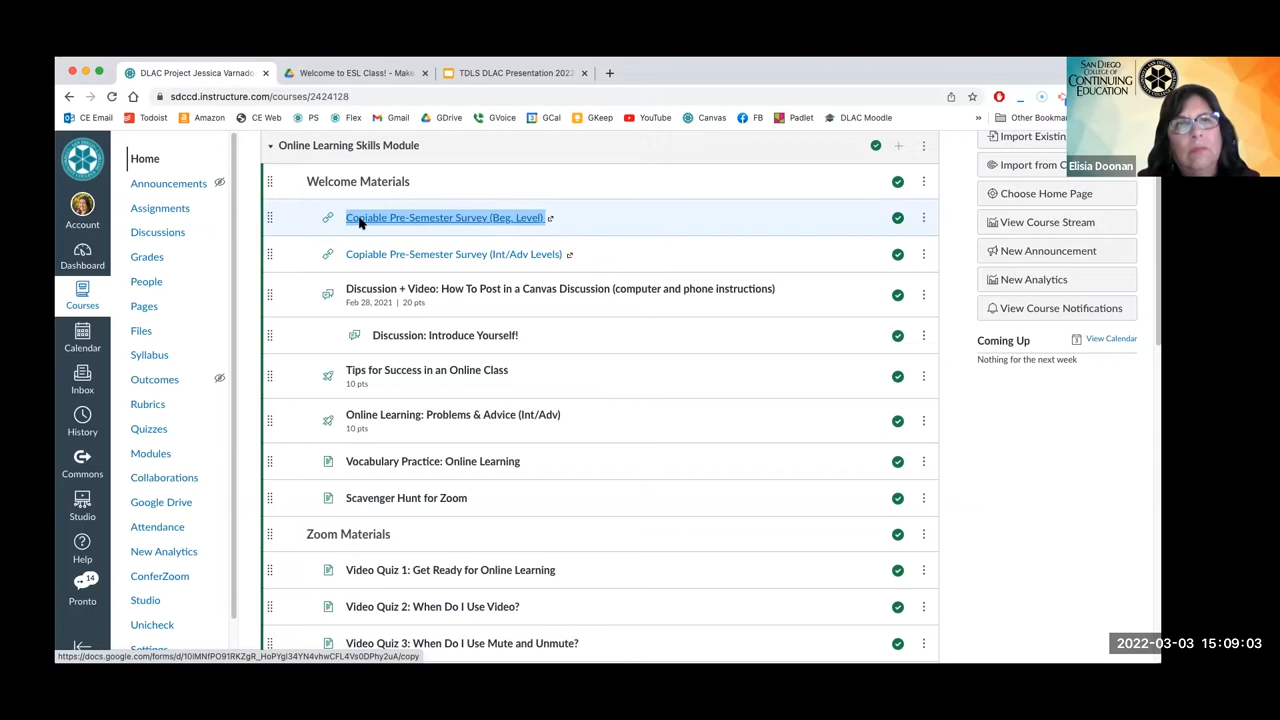 DLAC Project Jessica Varnado
Welcome to ESL Class! - Make
TDLS DLAC Presentation 2022
sdccd.instructure.com/courses/2424128
CE Email
Todoist
Amazon
CE Web
PS
Flex
Gmail
GDrive
GVoice
GCal
GKeep
YouTube
Canvas
FB
Padlet
DLAC Moodle
»
Other Bookmar
SAN DIEGO
COLLEGE OF
CONTINUING
EDUCATION
Elisia Doonan
Account
Dashboard
Courses
Calendar
Inbox
History
Commons
Studio
Help
14
Pronto
Home
Announcements
Assignments
Discussions
Grades
People
Pages
Files
Syllabus
Outcomes
Rubrics
Quizzes
Modules
Collaborations
Google Drive
Attendance
New Analytics
ConferZoom
Studio
Unicheck
Settings
Online Learning Skills Module
Welcome Materials
Copiable Pre-Semester Survey (Beg. Level)
Copiable Pre-Semester Survey (Int/Adv Levels)
Discussion + Video: How To Post in a Canvas Discussion (computer and phone instructions)
Feb 28, 2021 | 20 pts
Discussion: Introduce Yourself!
Tips for Success in an Online Class
10 pts
Online Learning: Problems & Advice (Int/Adv)
10 pts
Vocabulary Practice: Online Learning
Scavenger Hunt for Zoom
Zoom Materials
Video Quiz 1: Get Ready for Online Learning
Video Quiz 2: When Do I Use Video?
Video Quiz 3: When Do I Use Mute and Unmute?
Import Existin
Import from C
Choose Home Page
View Course Stream
New Announcement
New Analytics
View Course Notifications
Coming Up
View Calendar
Nothing for the next week
2022-03-03 15:09:03